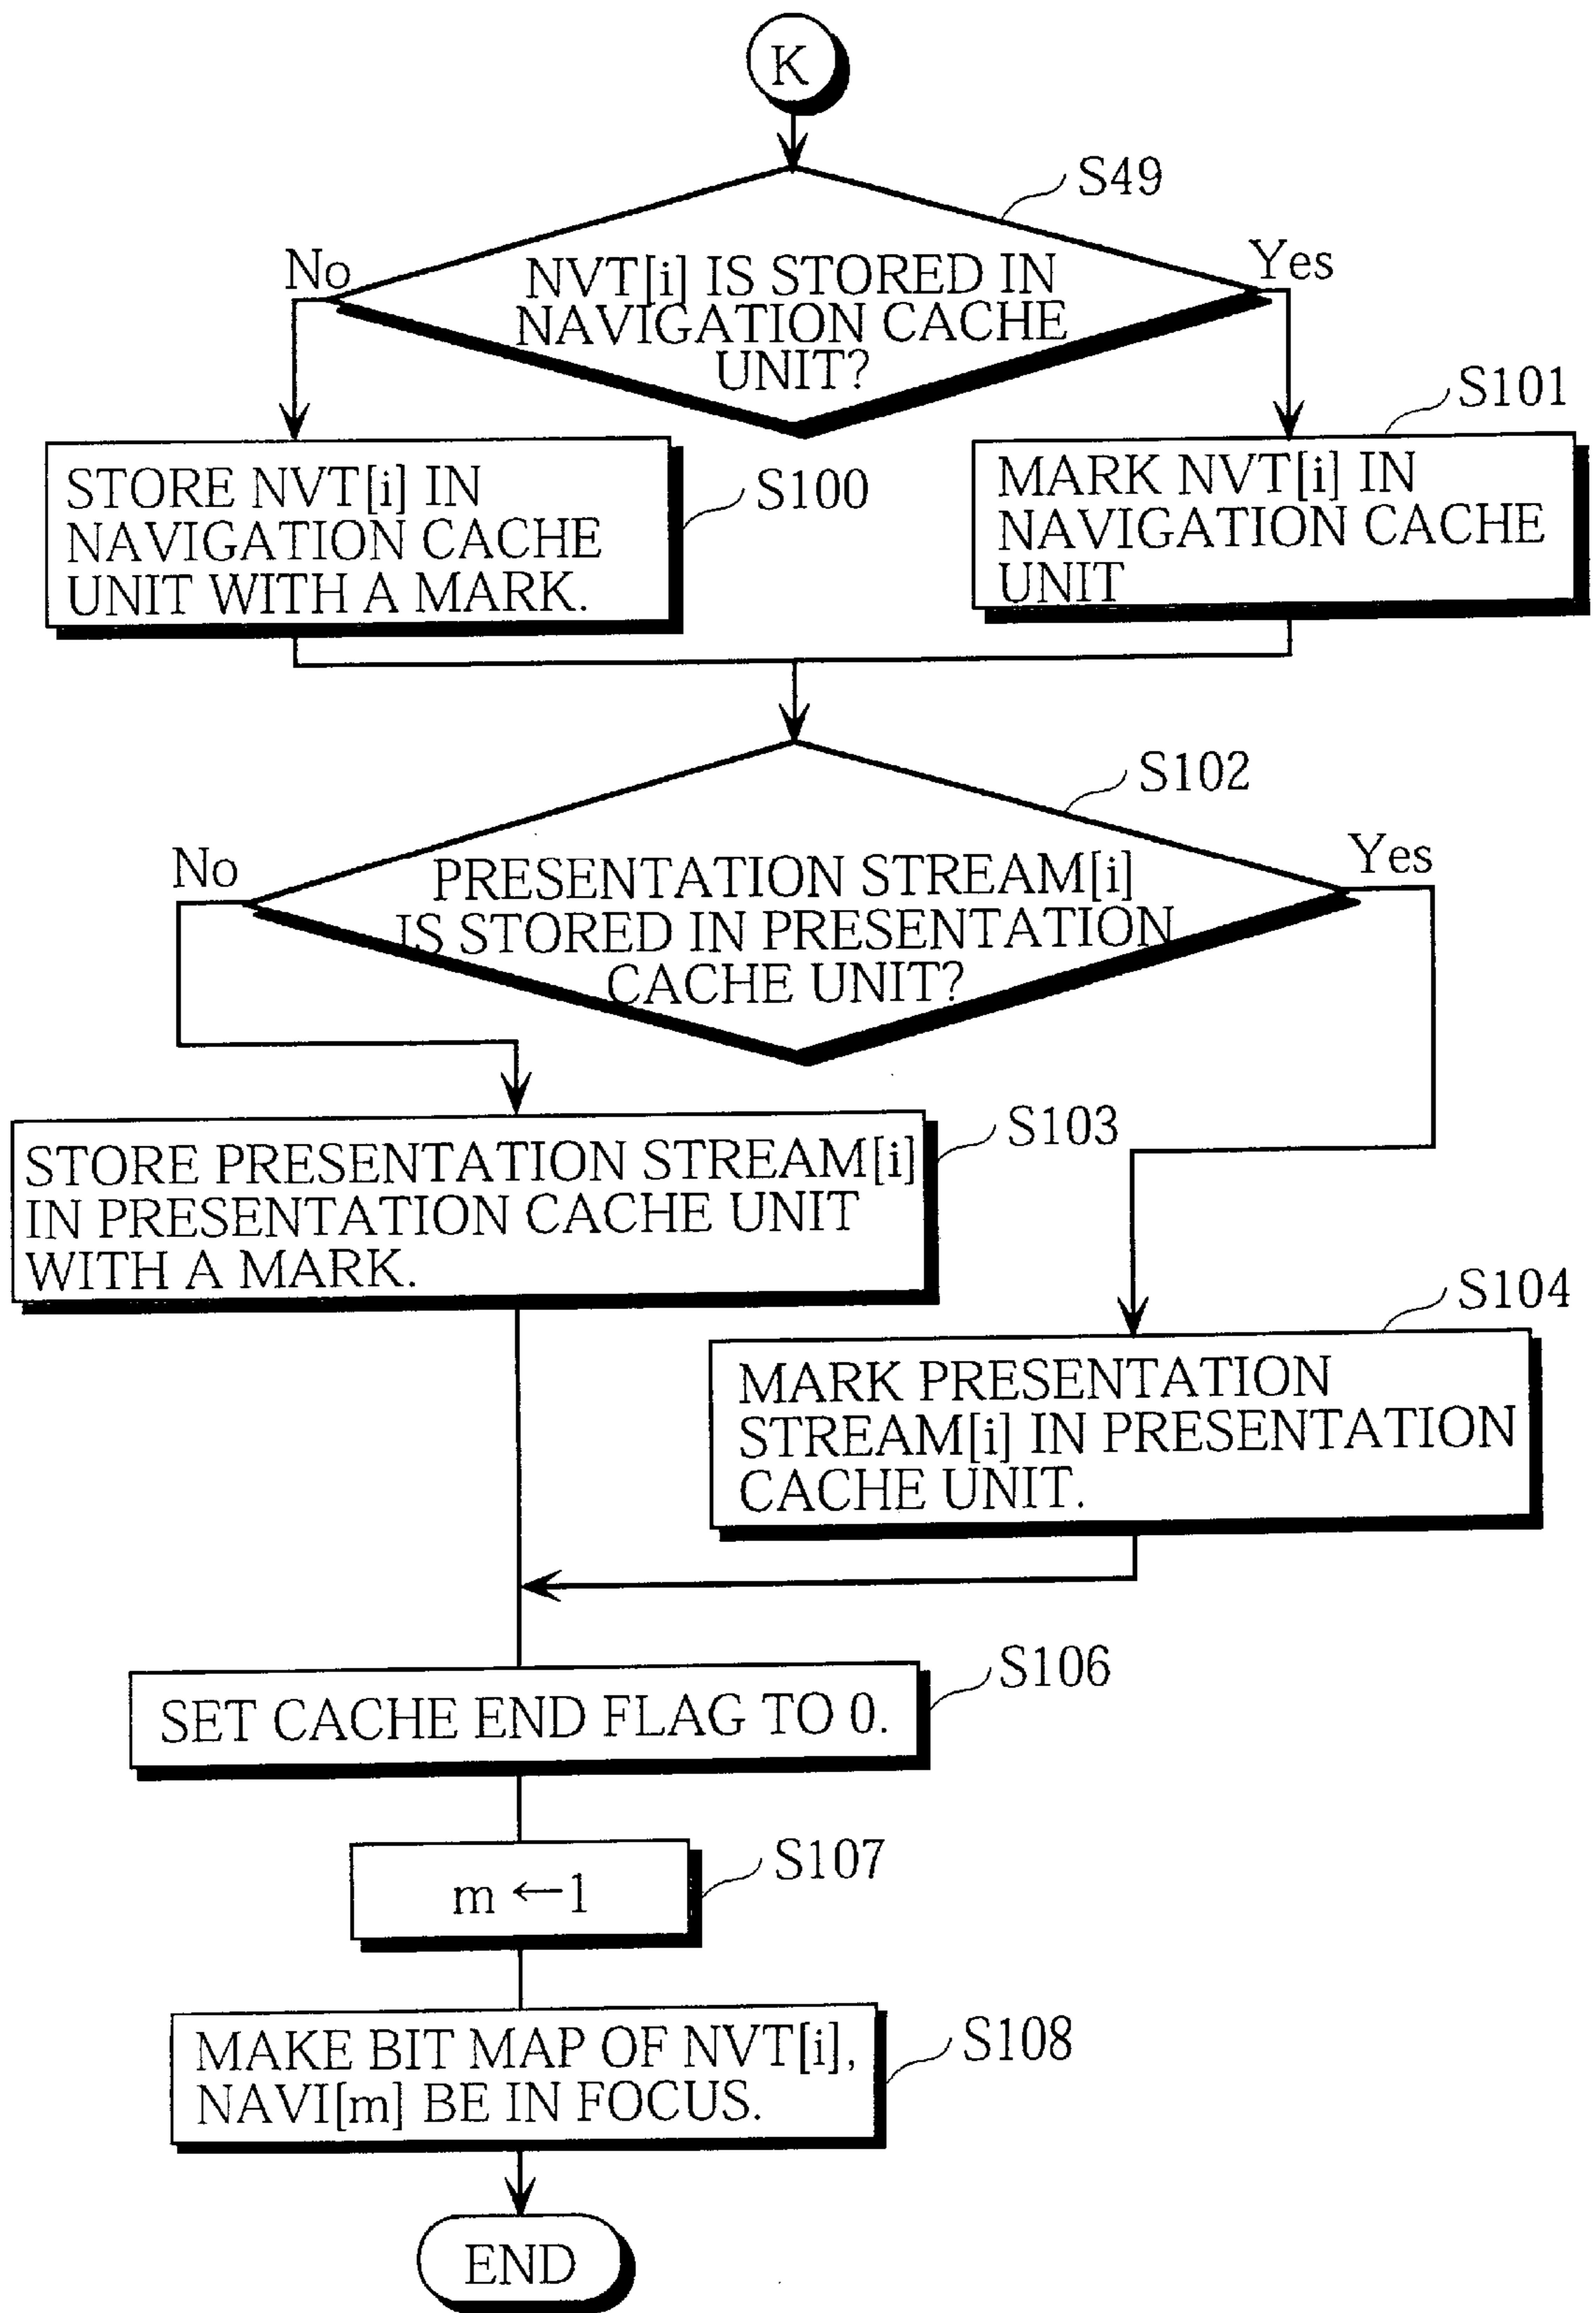 K
S49
No
Yes
NVT[i] IS STORED IN
NAVIGATION CACHE
UNIT?
S101
STORE NVT[i] IN
NAVIGATION CACHE
UNIT WITH A MARK.
S100
MARK NVT[i] IN
NAVIGATION CACHE
UNIT
S102
No
Yes
PRESENTATION STREAM[i]
IS STORED IN PRESENTATION
CACHE UNIT?
S103
STORE PRESENTATION STREAM[i]
IN PRESENTATION CACHE UNIT
WITH A MARK.
S104
MARK PRESENTATION
STREAM[i] IN PRESENTATION
CACHE UNIT.
S106
SET CACHE END FLAG TO 0.
S107
m ←1
S108
MAKE BIT MAP OF NVT[i],
NAVI[m] BE IN FOCUS.
END